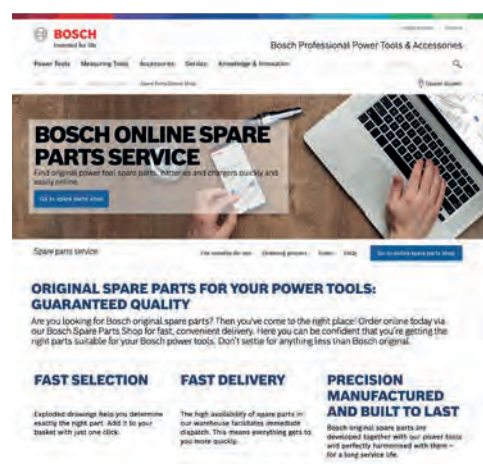 BOSCH
Invented for life
Bosch Professional Power Tools & Accessories
Power Tools Measuring Tools Accessories Service Knowledge & Innovation
Spare Parts Online Shop
BOSCH ONLINE SPARE
PARTS SERVICE
Find original power tool spare parts, batteries and chargers quickly and
easily online.
Go to spare parts shop
Spare parts service
Ordering process FAQ Go to online spare parts shop
ORIGINAL SPARE PARTS FOR YOUR POWER TOOLS:
GUARANTEED QUALITY
Are you looking for Bosch original spare parts? Then you've come to the right place! Order online today via
our Bosch Spare Parts Shop for fast, convenient delivery. Here you can be confident that you're getting the
right parts suitable for your Bosch power tools. Don't settle for anything less than Bosch original.
FAST SELECTION
Exploded drawings help you determine
exactly the right part. Add it to your
basket with just one click.
FAST DELIVERY
The high availability of spare parts in
our warehouse facilitates immediate
dispatch. This means everything gets to
you more quickly.
PRECISION
MANUFACTURED
AND BUILT TO LAST
Bosch original spare parts are
developed together with our power tools
and perfectly harmonised with them –
for a long service life.